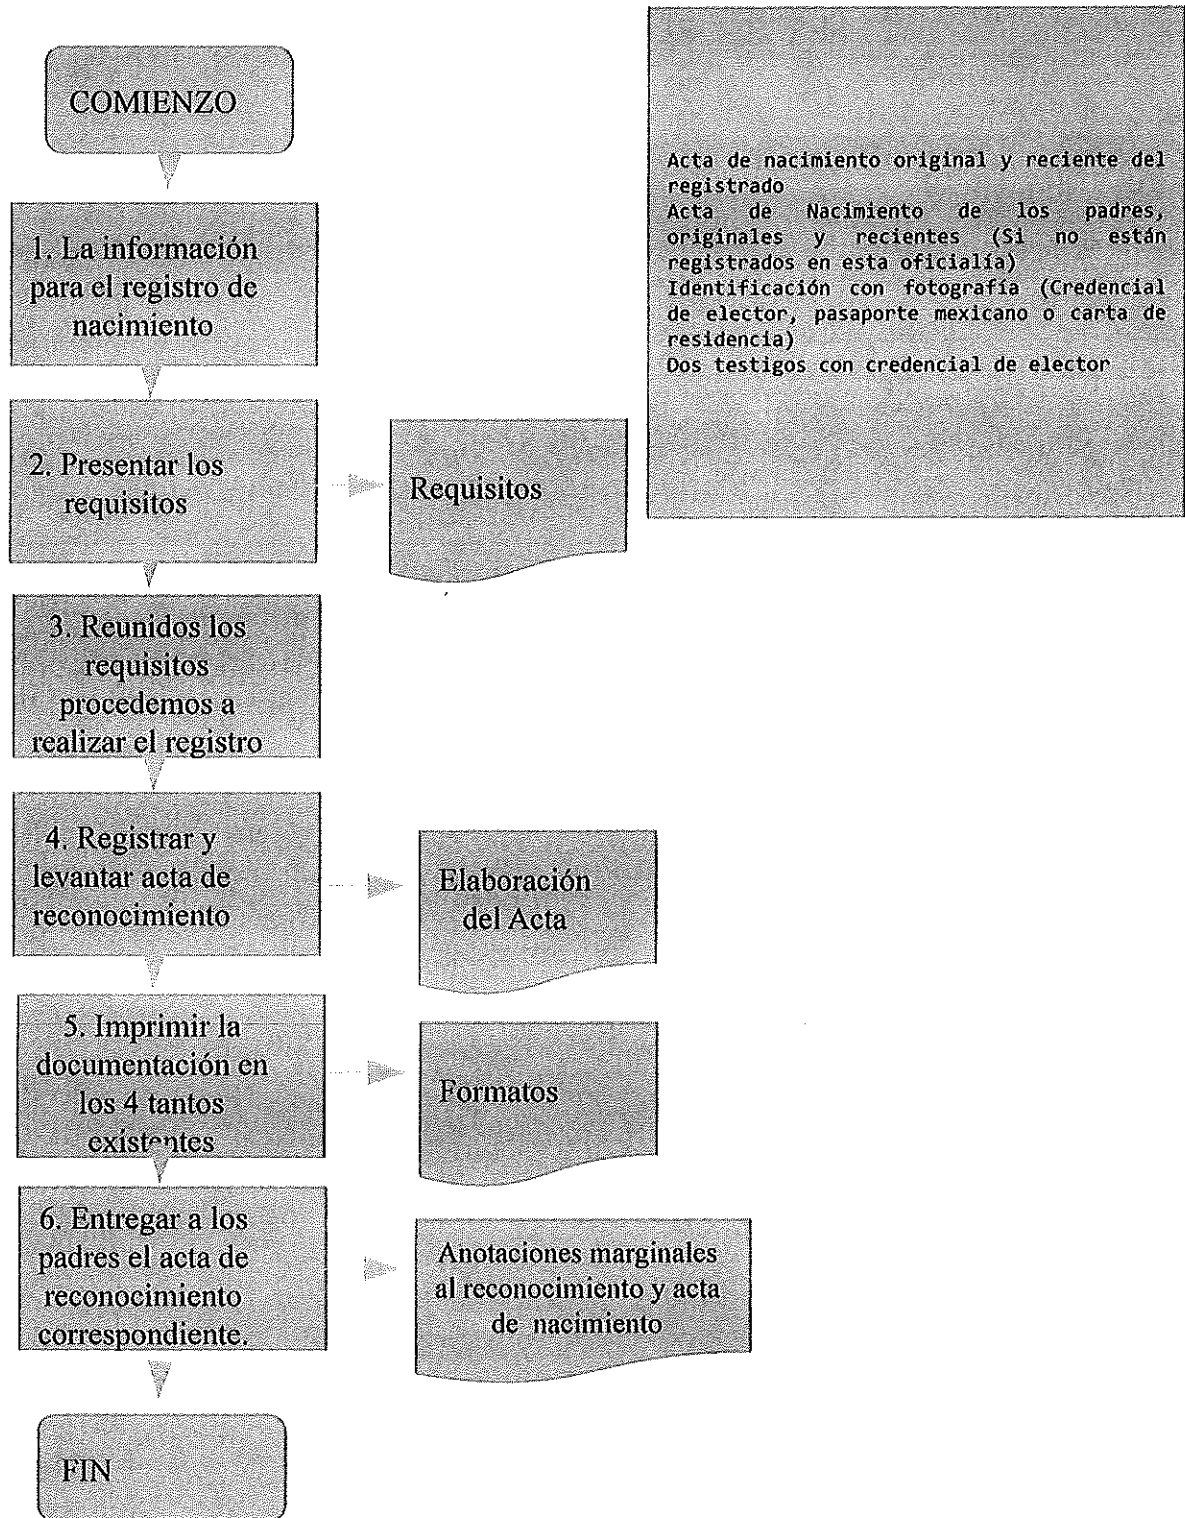 COMIENZO
1. La información
para el registro de
nacimiento
2. Presentar los
requisitos
Requisitos
Acta de nacimiento original y reciente del
registrado
Acta de Nacimiento de los padres,
originales y recientes (Si no están
registrados en esta oficialía)
Identificación con fotografía (Credencial
de elector, pasaporte mexicano o carta de
residencia)
Dos testigos con credencial de elector
3. Reunidos los
requisitos
procedemos a
realizar el registro
4. Registrar y
levantar acta de
reconocimiento
Elaboración
del Acta
5. Imprimir la
documentación en
los 4 tantos
existentes
Formatos
6. Entregar a los
padres el acta de
reconocimiento
correspondiente.
Anotaciones marginales
al reconocimiento y acta
de nacimiento
FIN